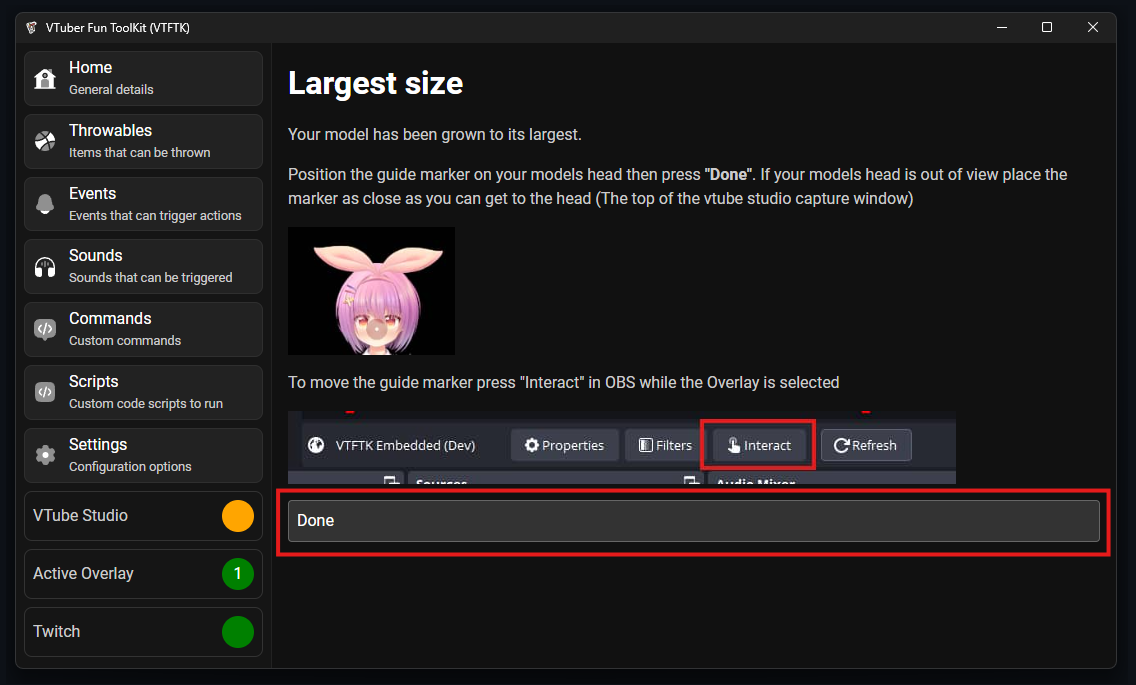 VTuber Fun ToolKit (VTFTK)
Home
General details
Throwables
Items that can be thrown
Events
Events that can trigger actions
Sounds
Sounds that can be triggered
Commands
Custom commands
Scripts
Custom code scripts to run
Settings
Configuration options
VTube Studio
Active Overlay 1
Twitch
Largest size
Your model has been grown to its largest.
Position the guide marker on your models head then press "Done". If your models head is out of view place the
marker as close as you can get to the head (The top of the vtube studio capture window)
To move the guide marker press "Interact" in OBS while the Overlay is selected
VTFTK Embedded (Dev) Properties Filters Interact Refresh
Sources Audio Mixer
Done